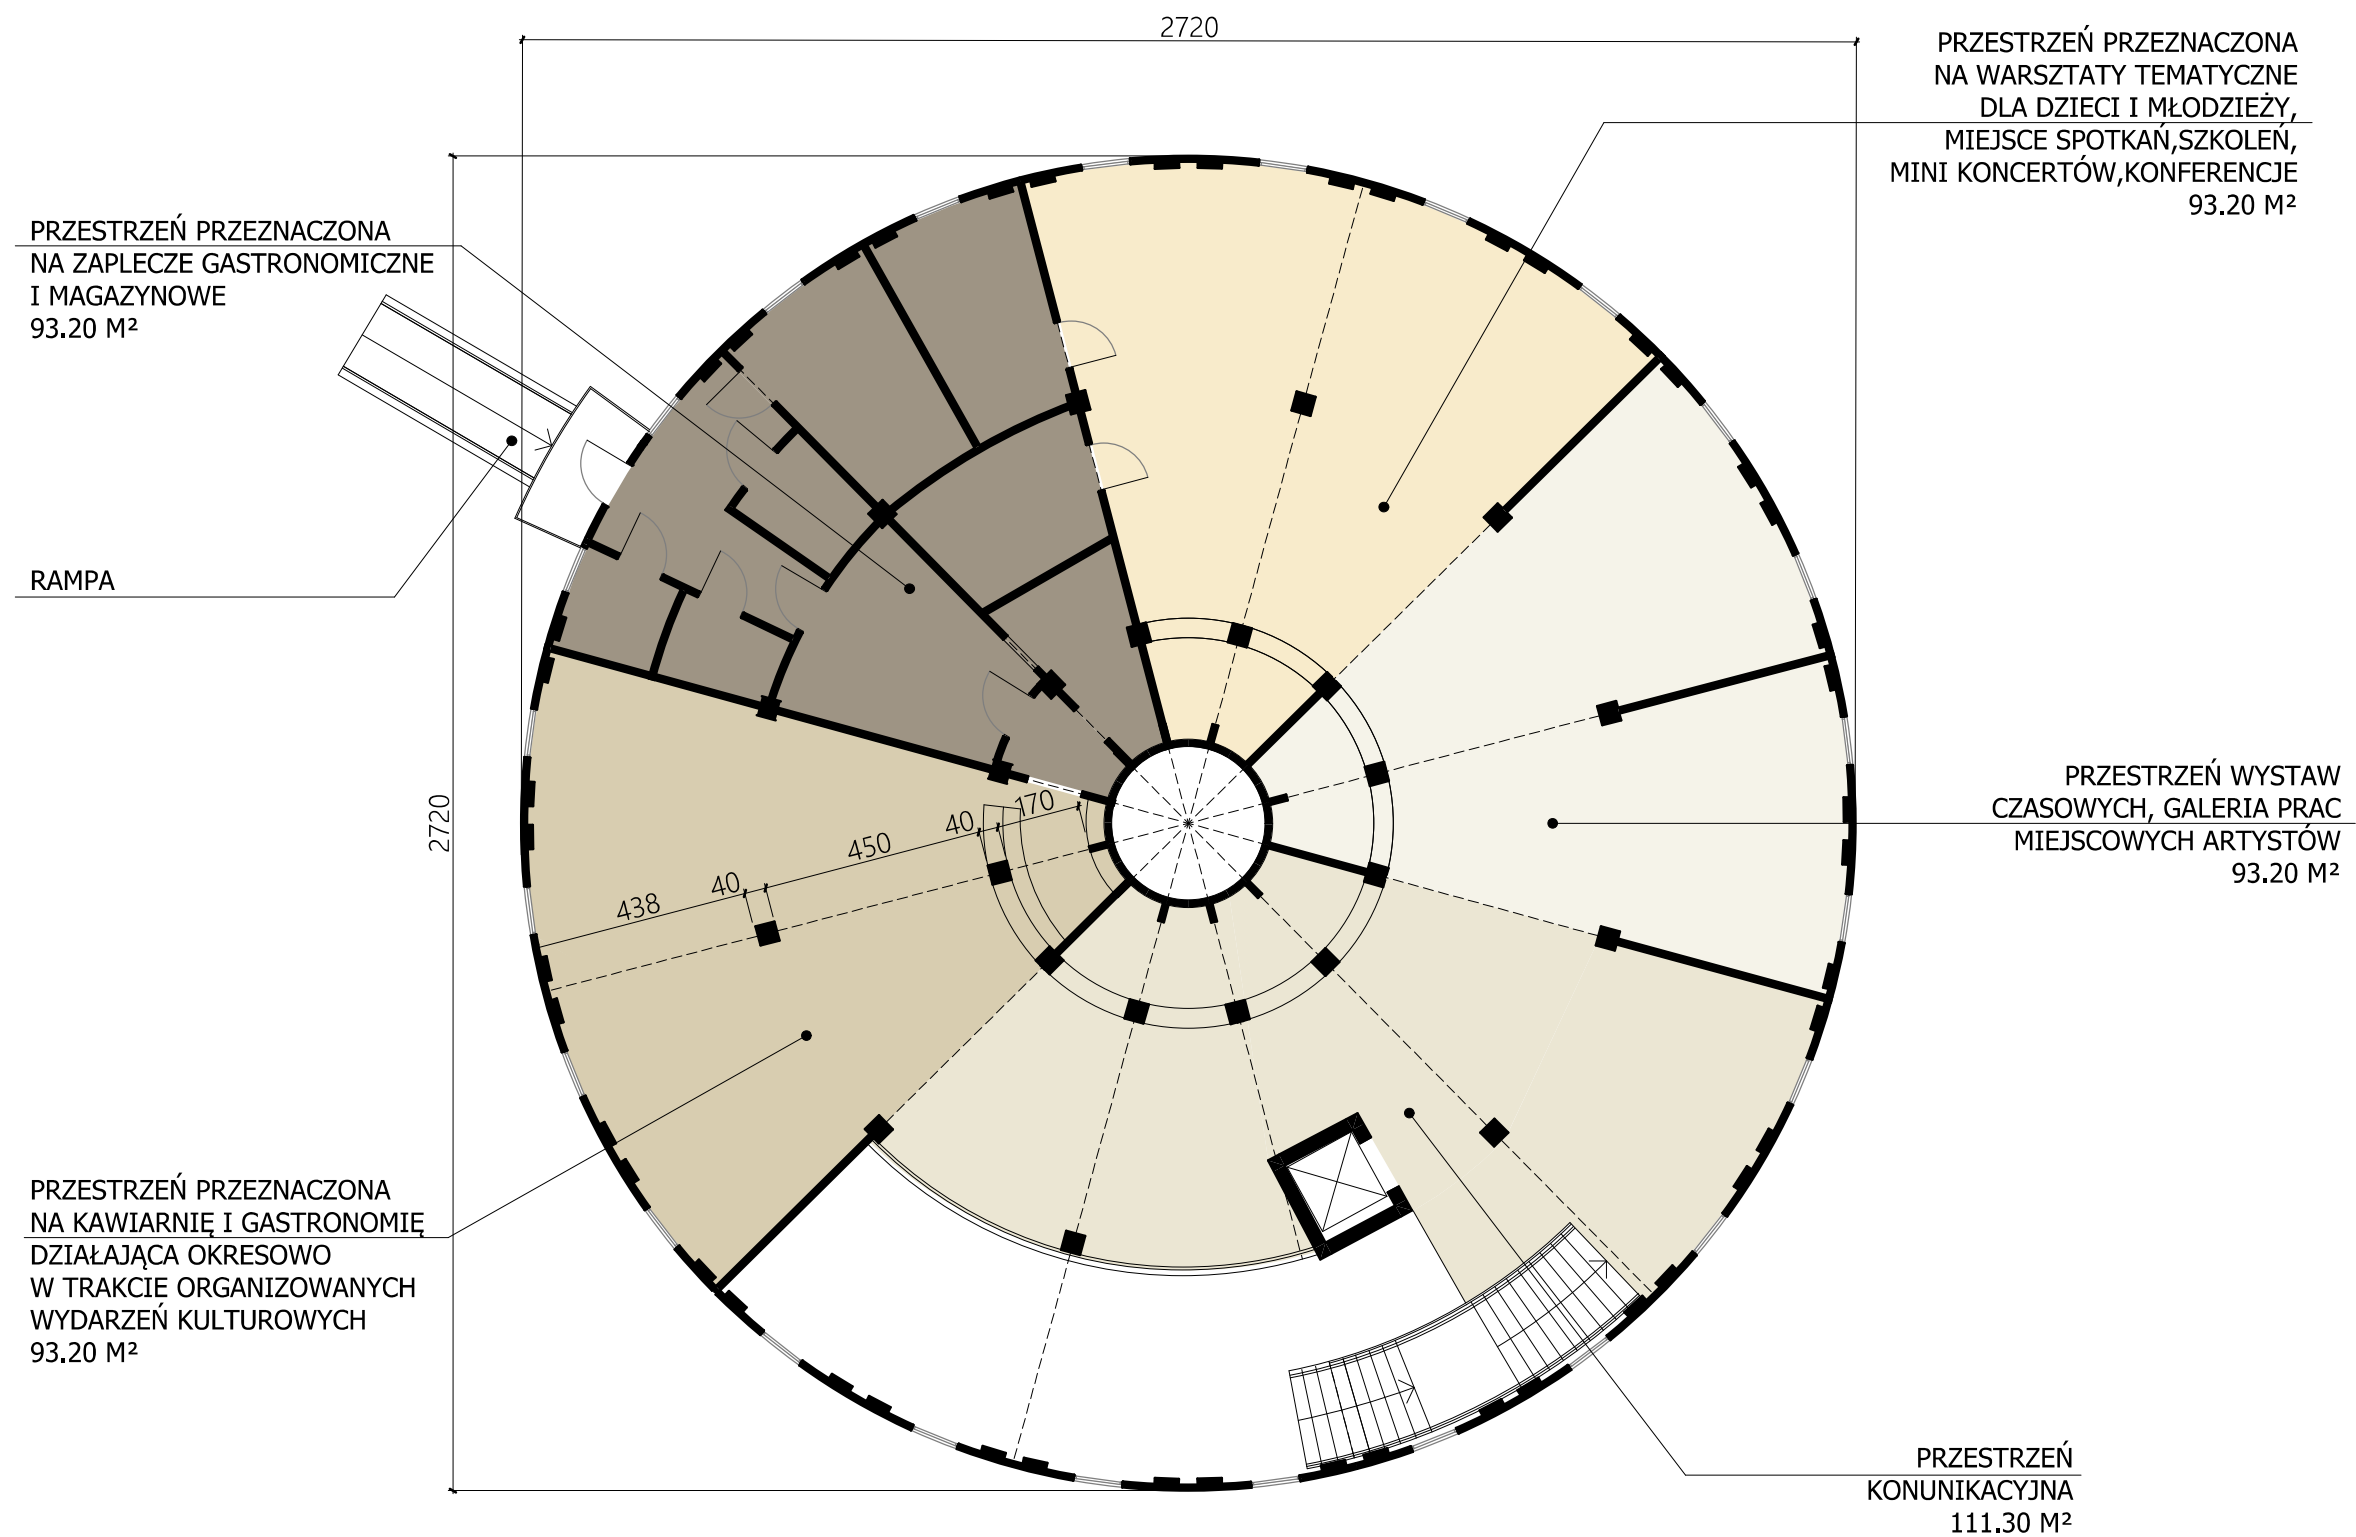 2720
PRZESTRZEŃ PRZEZNACZONA
NA WARSZTATY TEMATYCZNE
DLA DZIECI I MŁODZIEŻY,
MIEJSCE SPOTKAŃ,SZKOLEŃ,
MINI KONCERTÓW,KONFERENCJE
93.20 M²
PRZESTRZEŃ PRZEZNACZONA
NA ZAPLECZE GASTRONOMICZNE
I MAGAZYNOWE
93.20 M²
RAMPA
2720
438
40
450
40
170
PRZESTRZEŃ WYSTAW
CZASOWYCH, GALERIA PRAC
MIEJSCOWYCH ARTYSTÓW
93.20 M²
PRZESTRZEŃ PRZEZNACZONA
NA KAWIARNIĘ I GASTRONOMIĘ
DZIAŁAJĄCA OKRESOWO
W TRAKCIE ORGANIZOWANYCH
WYDARZEŃ KULTUROWYCH
93.20 M²
PRZESTRZEŃ
KONUNIKACYJNA
111.30 M²